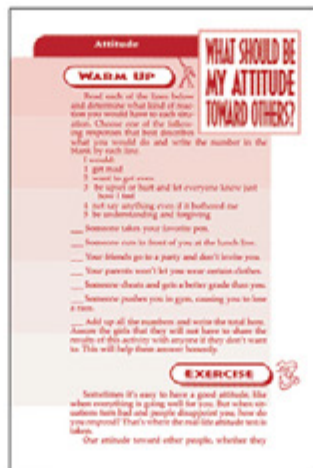 Attitude
WHAT SHOULD BE
MY ATTITUDE
TOWARD OTHERS?
WARM UP
Read each of the lines below
and determine what kind of reac-
tion you would have to each situ-
ation. Choose one of the follow-
ing responses that best describes
what you would do and write the number in the
blank by each line.
I would:
1 get mad
2 want to get even
3 be upset or hurt and let everyone know just
how I feel
4 not say anything even if it bothered me
5 be understanding and forgiving
___ Someone takes your favorite pen.
___ Someone cuts in front of you at the lunch line.
___ Your friends go to a party and don't invite you.
___ Your parents won't let you wear certain clothes.
___ Someone cheats and gets a better grade than you.
___ Someone pushes you in gym, causing you to lose
a race.
___ Add up all the numbers and write the total here.
Assure the girls that they will not have to share the
results of this activity with anyone if they don't want
to. This will help them answer honestly.
EXERCISE
Sometimes it's easy to have a good attitude, like
when everything is going well for you. But when sit-
uations turn bad and people disappoint you, how do
you respond? That's where the real life attitude test is
taken.
Our attitude toward other people, whether they